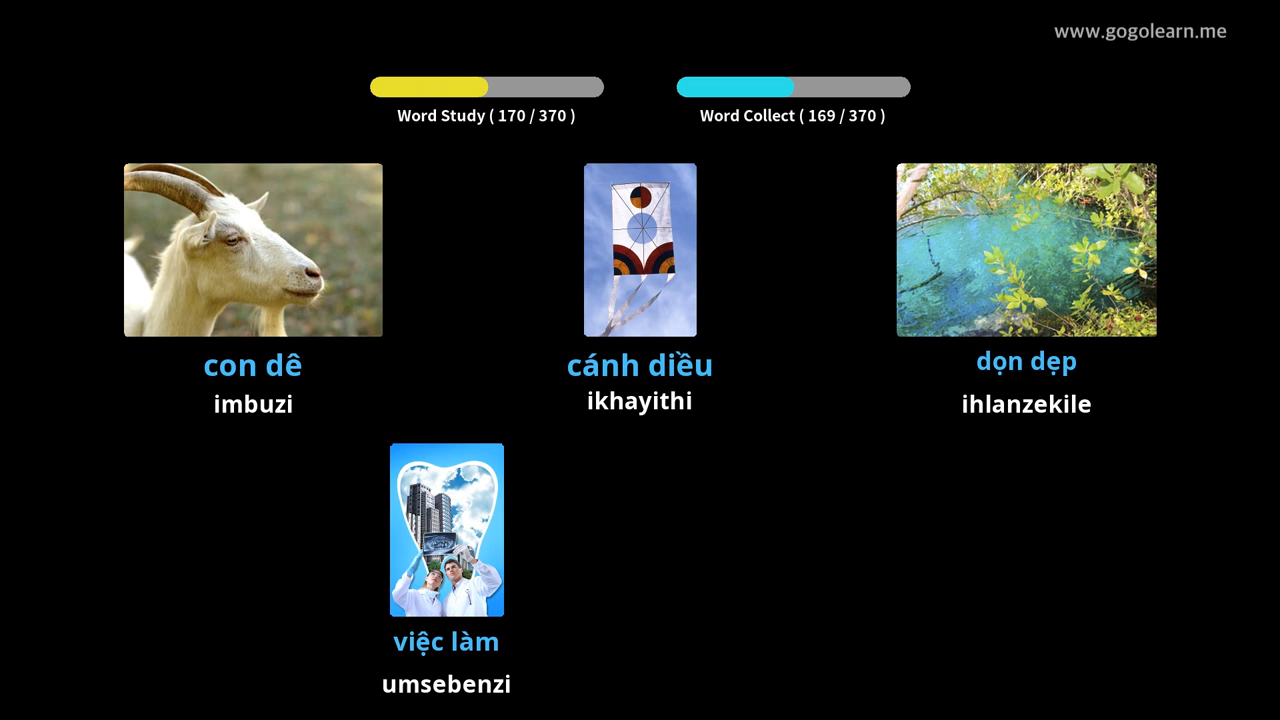 www.gogolearn.me
Word Study ( 170 / 370 )
Word Collect ( 169 / 370 )
con dê
imbuzi
cánh diều
ikhayithi
dọn dẹp
ihlanzekile
việc làm
umsebenzi